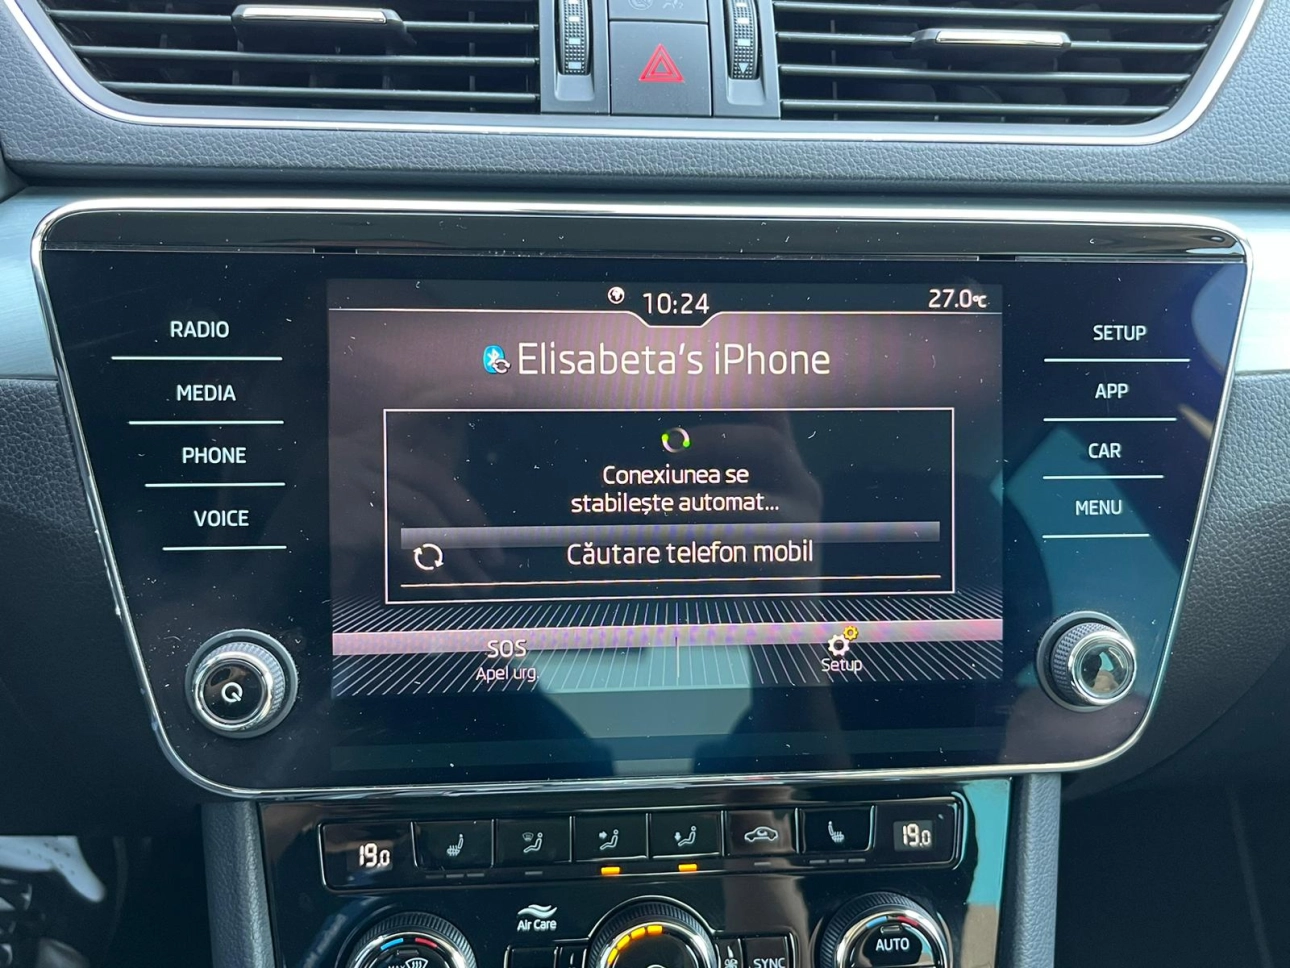 10:24
27.0°C
Elisabeta's iPhone
RADIO
MEDIA
PHONE
VOICE
SETUP
APP
CAR
MENU
Conexiunea se
stabilește automat...
Căutare telefon mobil
SOS
Apel urg.
Setup
19.0
19.0
Air Care
MAX
AUTO
SYNC